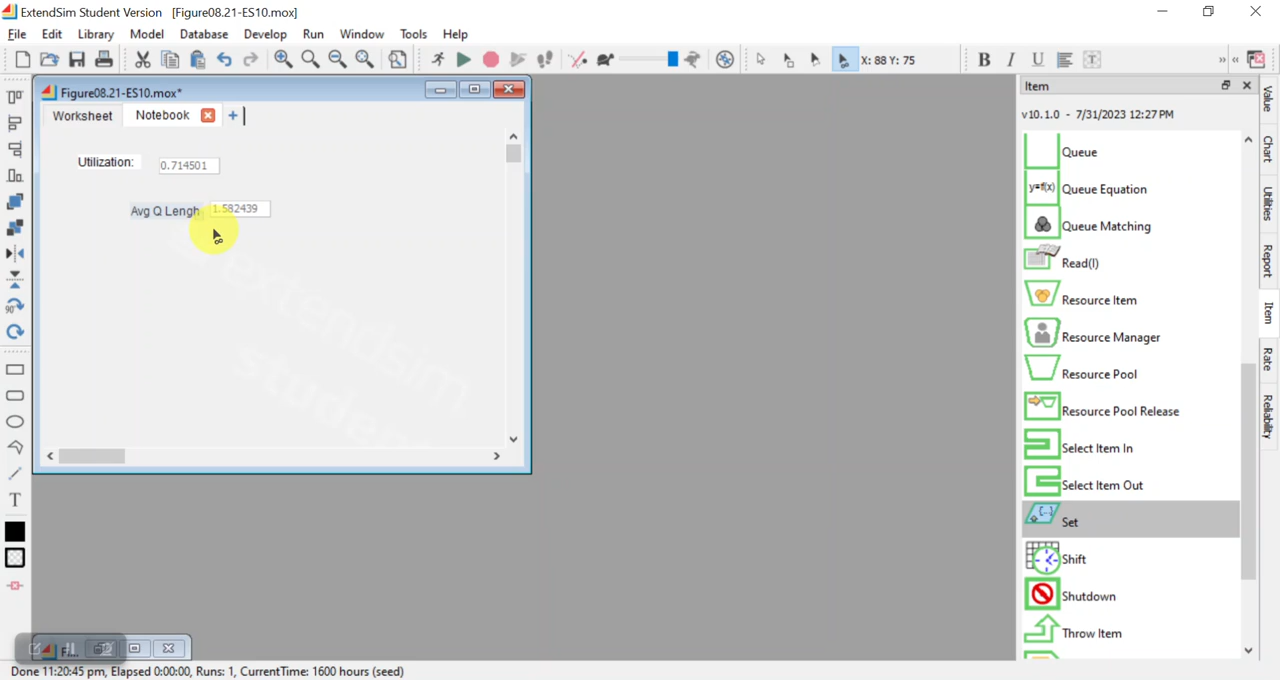 ExtendSim Student Version [Figure08.21-ES10.mox]
File Edit Library Model Database Develop Run Window Tools Help
X: 88 Y: 75
B I U T
Figure08.21-ES10.mox*
Worksheet Notebook +
Utilization: 0.714501
Avg Q Lengh 1.582439
extendsim
90°
T
Item
v10.1.0 - 7/31/2023 12:27PM
Queue
y=f(x) Queue Equation
Queue Matching
Read(I)
Resource Item
Resource Manager
Resource Pool
Resource Pool Release
Select Item In
Select Item Out
Set
Shift
Shutdown
Throw Item
Value
Chart
Utilities
Report
Item
Rate
Reliability
F...
Done 11:20:45 pm, Elapsed 0:00:00, Runs: 1, CurrentTime: 1600 hours (seed)